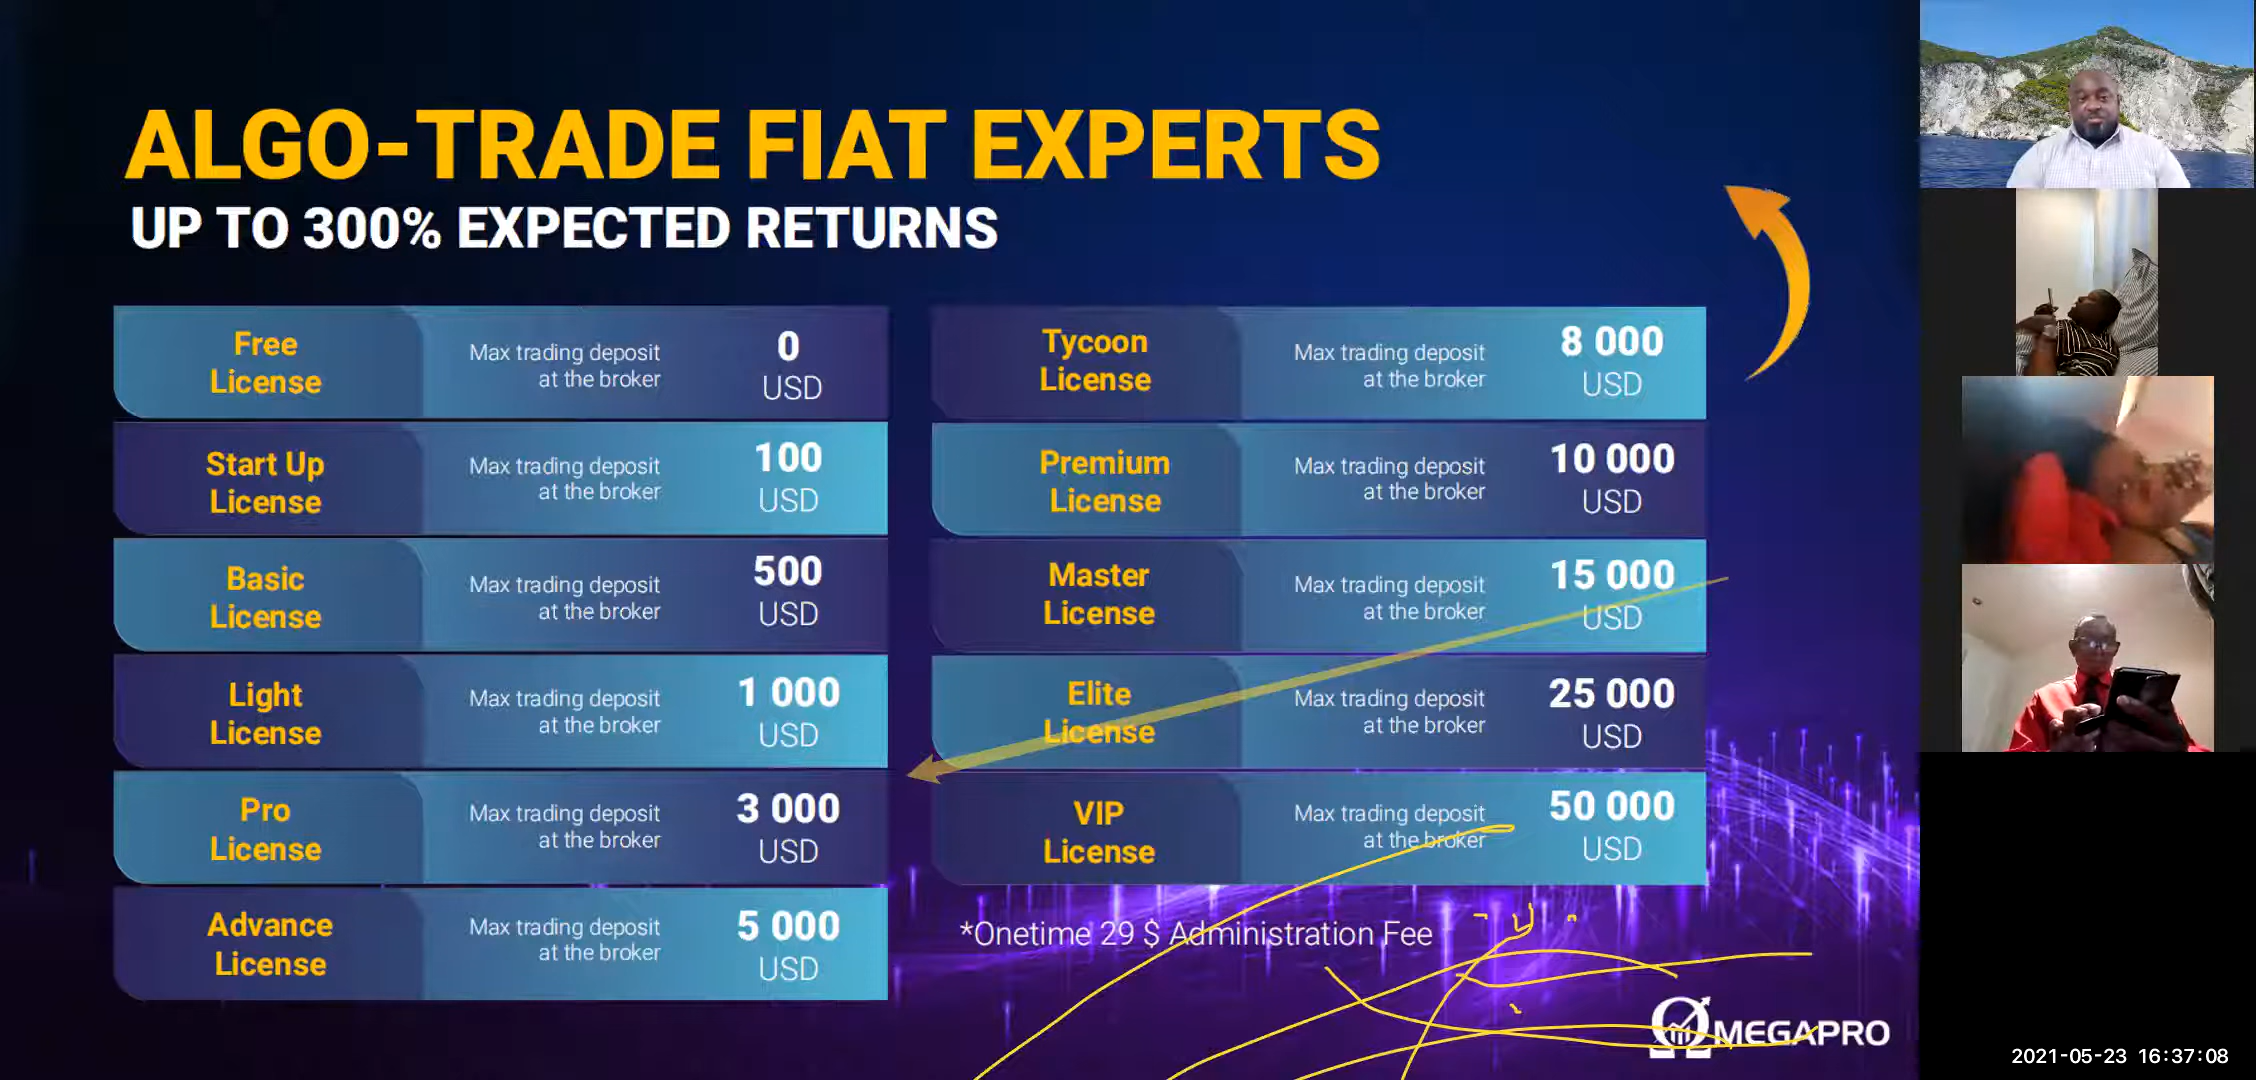 ALGO-TRADE FIAT EXPERTS
UP TO 300% EXPECTED RETURNS
Free
License
Max trading deposit
at the broker
0
USD
Start Up
License
Max trading deposit
at the broker
100
USD
Basic
License
Max trading deposit
at the broker
500
USD
Light
License
Max trading deposit
at the broker
1 000
USD
Pro
License
Max trading deposit
at the broker
3 000
USD
Advance
License
Max trading deposit
at the broker
5 000
USD
Tycoon
License
Max trading deposit
at the broker
8 000
USD
Premium
License
Max trading deposit
at the broker
10 000
USD
Master
License
Max trading deposit
at the broker
15 000
USD
Elite
License
Max trading deposit
at the broker
25 000
USD
VIP
License
Max trading deposit
at the broker
50 000
USD
*Onetime 29 $ Administration Fee
ΩMEGAPRO
2021-05-23 16:37:08